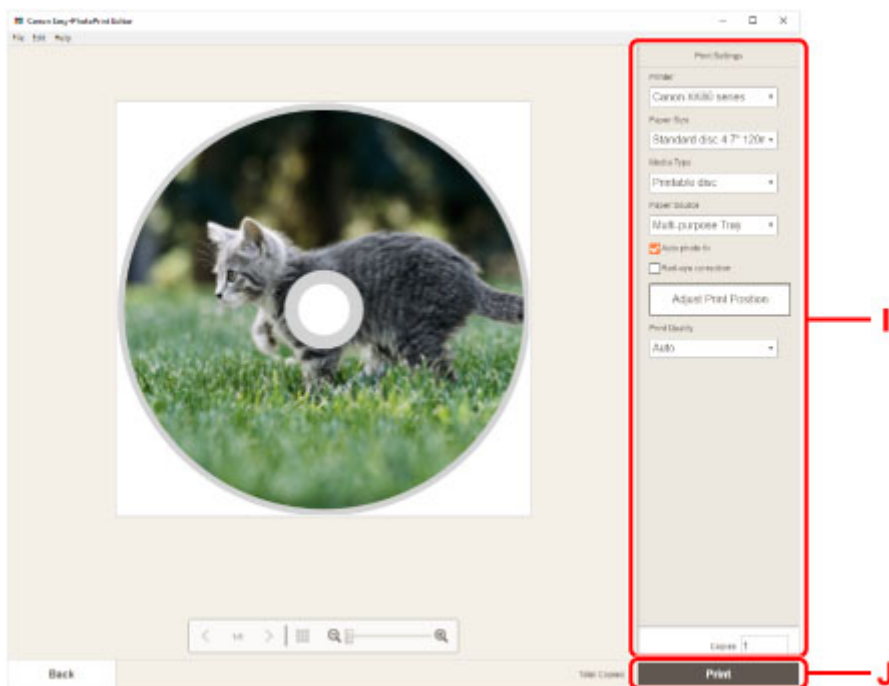 Canon Easy-PhotoPrint Editor
File Edit Help
Print Settings
Printer
Canon XK80 series
Paper Size
Standard disc 4.7" 120m
Media Type
Printable disc
Paper Source
Multi-purpose Tray
Auto photo fix
Red-eye correction
Adjust Print Position
I
Print Quality
Auto
1/1
Copies 1
Back
Total Copies
Print
J